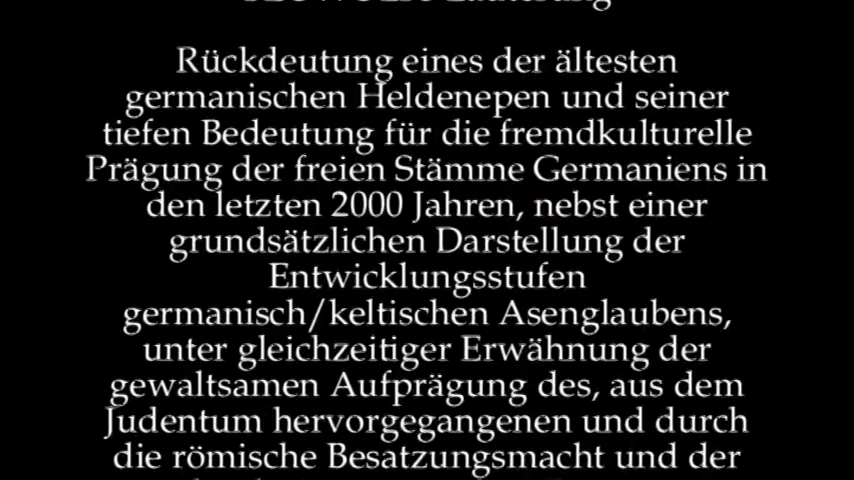 Rückdeutung eines der ältesten
germanischen Heldenepen und seiner
tiefen Bedeutung für die fremdkulturelle
Prägung der freien Stämme Germaniens in
den letzten 2000 Jahren, nebst einer
grundsätzlichen Darstellung der
Entwicklungsstufen
germanisch/keltischen Asenglaubens,
unter gleichzeitiger Erwähnung der
gewaltsamen Aufprägung des, aus dem
Judentum hervorgegangenen und durch
die römische Besatzungsmacht und der